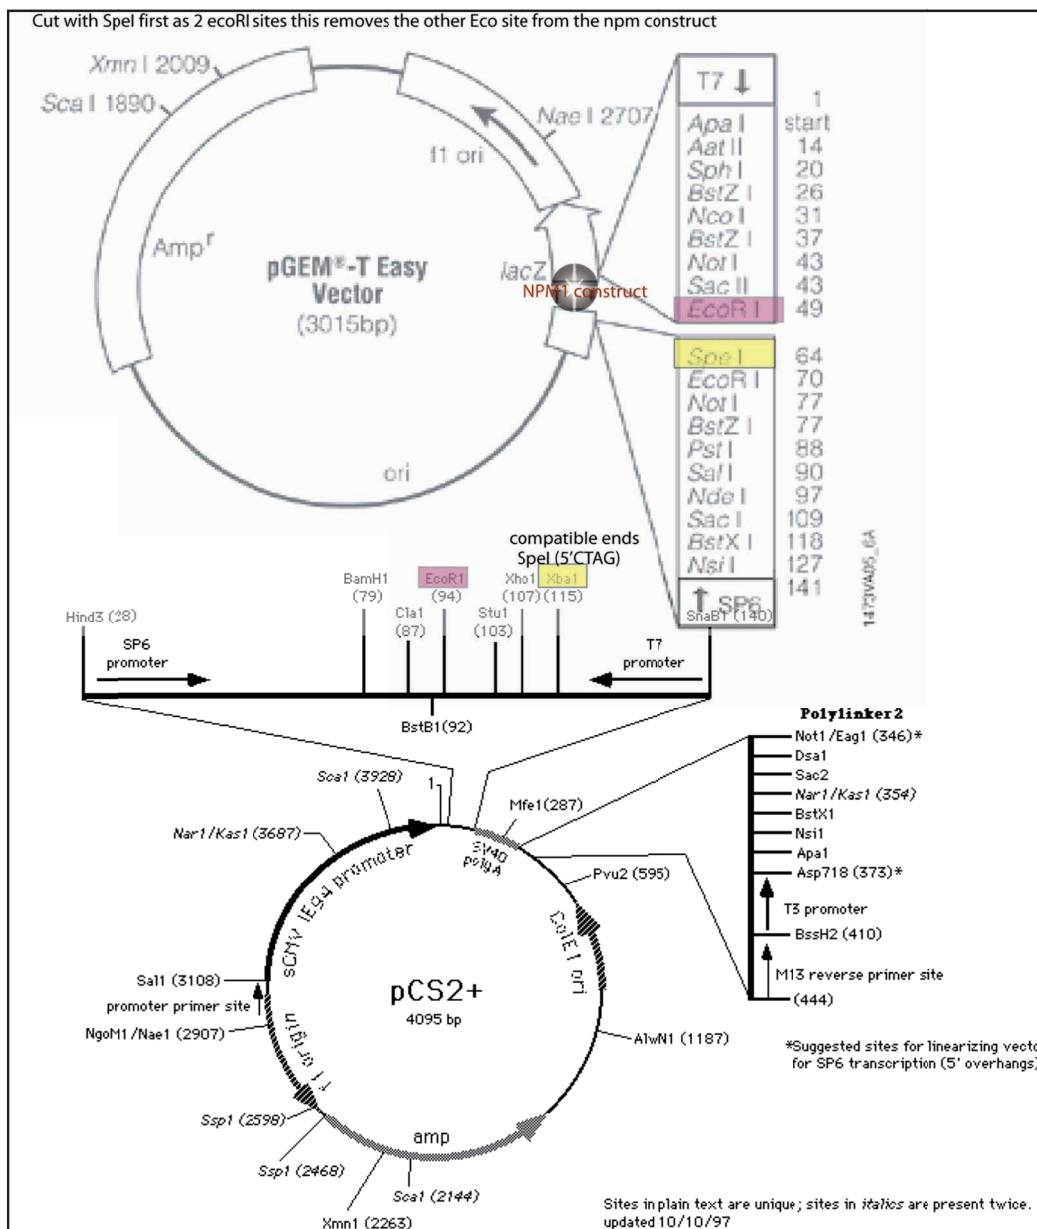 Cut with SpeI first as 2 ecoRI sites this removes the other Eco site from the npm construct
Xmn I 2009
Sca I 1890
Nae I 2707
f1 ori
Ampr
pGEM®-T Easy
Vector
(3015bp)
lacZ
NPM1 construct
ori
T7 ↓
1
start
Apa I
Aat II 14
Sph I 20
BstZ I 26
Nco I 31
BstZ I 37
Not I 43
Sac II 43
EcoR I 49
Spe I 64
EcoR I 70
Not I 77
BstZ I 77
Pst I 88
Sal I 90
Nde I 97
Sac I 109
BstX I 118
Nsi I 127
↑ SP6 141
1473VA05_6A
compatible ends
SpeI (5'CTAG)
Hind3 (28)
BamH1
(79)
Cla1
(87)
EcoR1
(94)
Stu1
(103)
Xho1
(107)
Xba1
(115)
SnaB1 (140)
SP6
promoter
T7
promoter
BstB1(92)
Sca1 (3928)
1
Mfe1(287)
Nar1/Kas1 (3687)
sCMV IE94 promoter
SV40
polyA
Pvu2 (595)
ColE1 ori
Sal1 (3108)
promoter primer site
NgoM1/Nae1 (2907)
f1 origin
pCS2+
4095 bp
AlwN1 (1187)
Ssp1 (2598)
Ssp1 (2468)
amp
Sca1 (2144)
Xmn1 (2263)
Polylinker2
Not1/Eag1 (346)*
Dsa1
Sac2
Nar1/Kas1 (354)
BstX1
Nsi1
Apa1
Asp718 (373)*
T3 promoter
BssH2 (410)
M13 reverse primer site
(444)
*Suggested sites for linearizing vecto
for SP6 transcription (5' overhangs)
Sites in plain text are unique; sites in italics are present twice.
updated 10/10/97